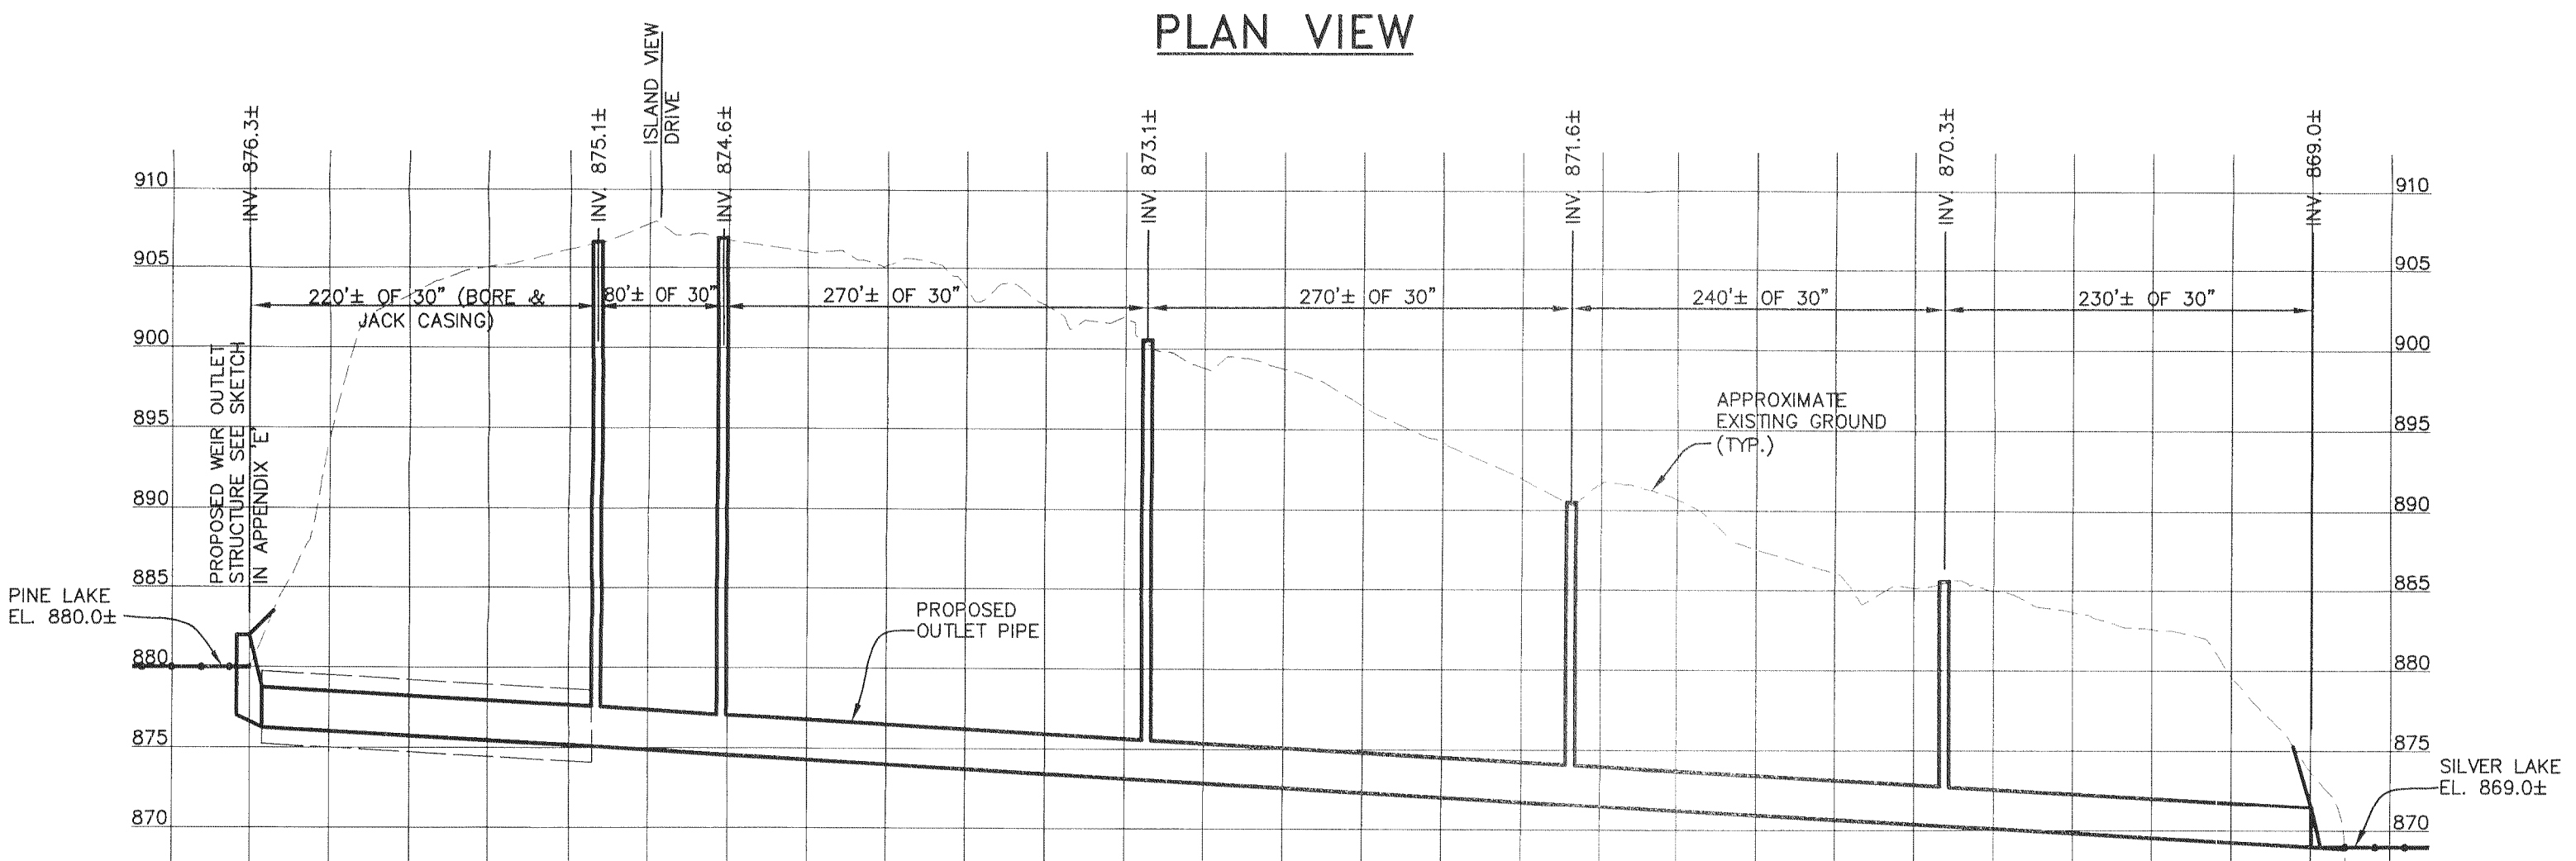 PLAN VIEW
ISLAND VIEW
DRIVE
INV. 876.3±
INV. 875.1±
INV. 874.6±
INV. 873.1±
INV. 871.6±
INV. 870.3±
INV. 869.0±
910
910
905
905
220'± OF 30" (BORE &
JACK CASING)
80'± OF 30"
270'± OF 30"
270'± OF 30"
240'± OF 30"
230'± OF 30"
900
900
PROPOSED WEIR OUTLET
STRUCTURE SEE SKETCH
IN APPENDIX 'E'
APPROXIMATE
EXISTING GROUND
(TYP.)
895
895
890
890
885
885
PINE LAKE
EL. 880.0±
PROPOSED
OUTLET PIPE
880
880
875
875
SILVER LAKE
EL. 869.0±
870
870